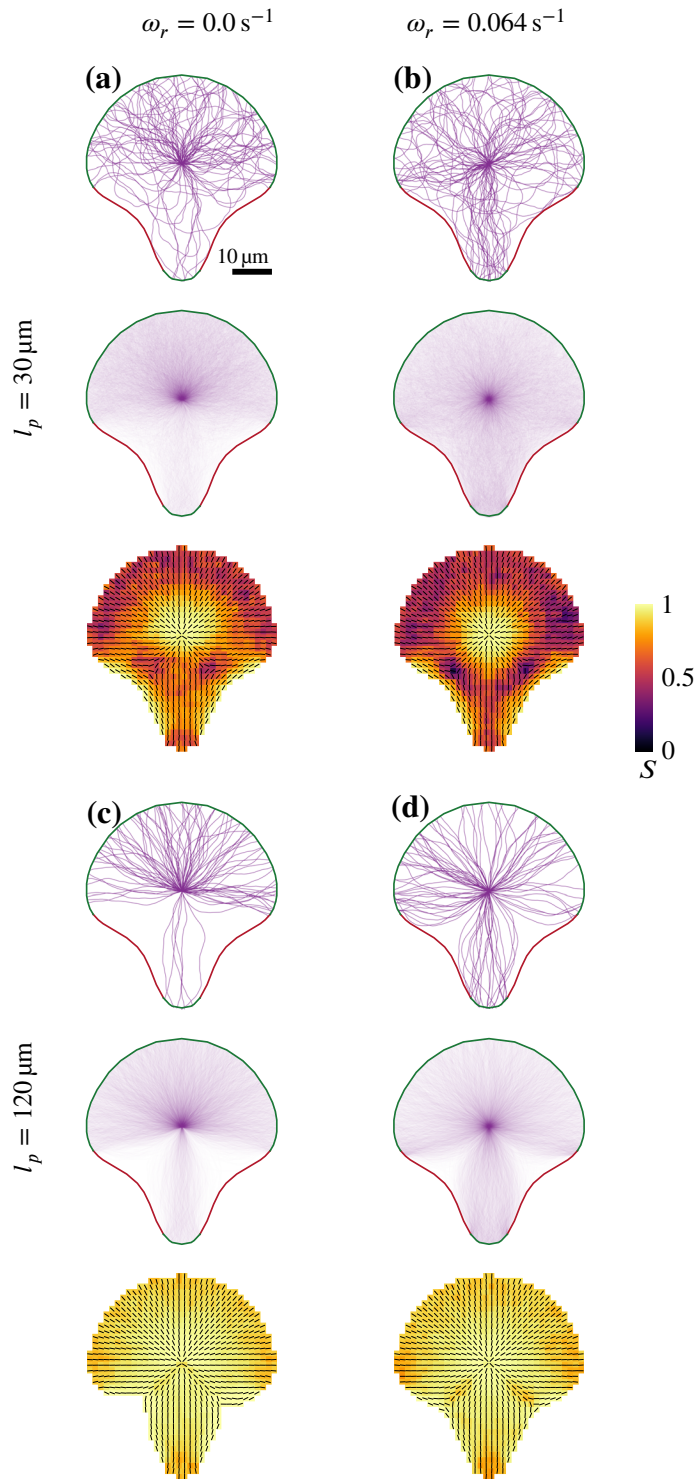 ω_r = 0.0 s⁻¹
ω_r = 0.064 s⁻¹
(a)
(b)
10 μm
l_p = 30 μm
1
0.5
0
S
(c)
(d)
l_p = 120 μm